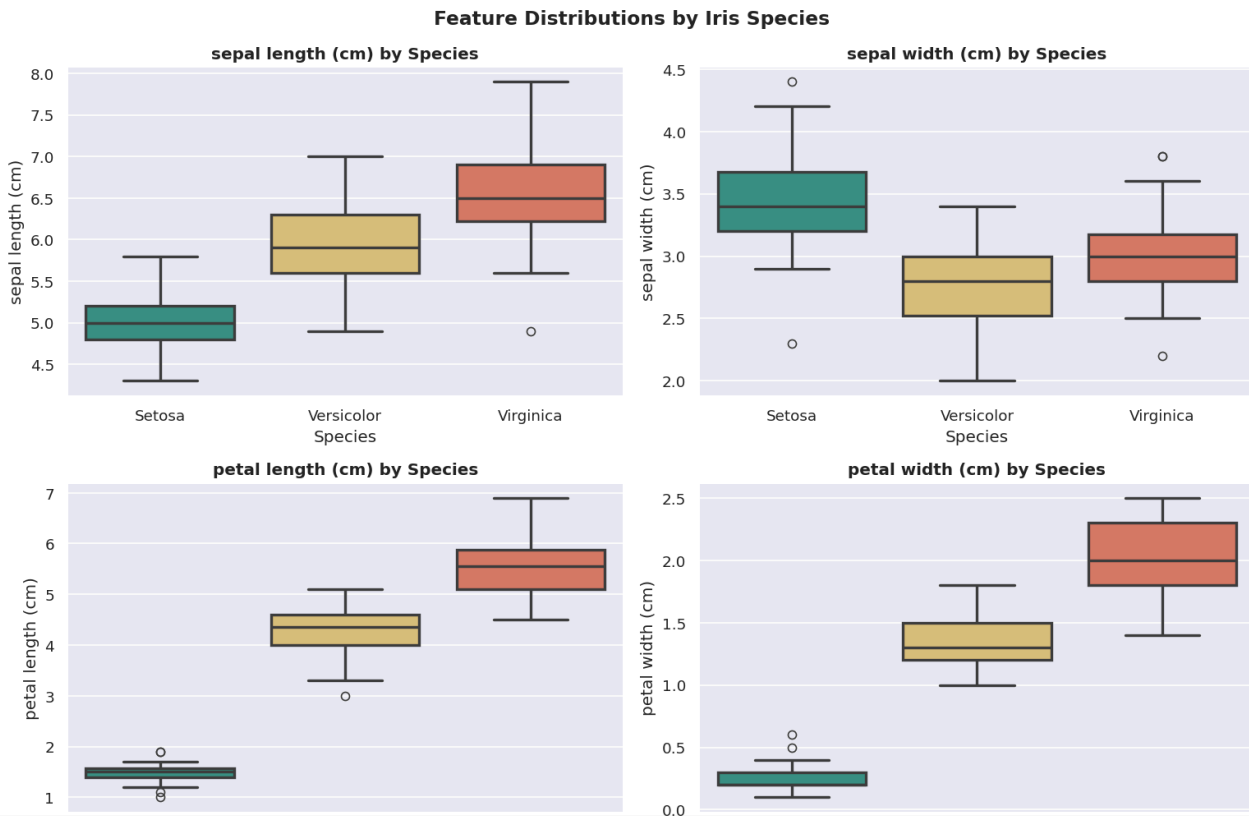 Feature Distributions by Iris Species
sepal length (cm) by Species
8.0
7.5
7.0
6.5
6.0
5.5
5.0
4.5
sepal length (cm)
Setosa Versicolor Virginica
Species
sepal width (cm) by Species
4.5
4.0
3.5
3.0
2.5
2.0
sepal width (cm)
Setosa Versicolor Virginica
Species
petal length (cm) by Species
7
6
5
4
3
2
1
petal length (cm)
petal width (cm) by Species
2.5
2.0
1.5
1.0
0.5
0.0
petal width (cm)